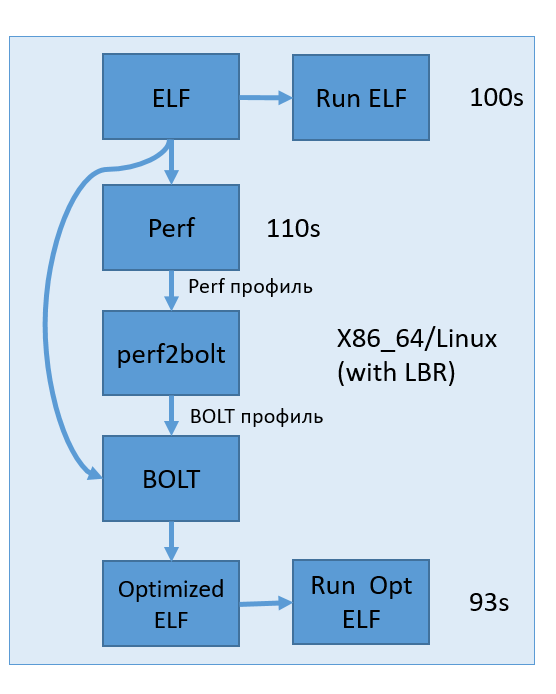 ELF
Run ELF
100s
Perf
110s
Perf профиль
perf2bolt
X86_64/Linux
(with LBR)
BOLT профиль
BOLT
Optimized
ELF
Run Opt
ELF
93s